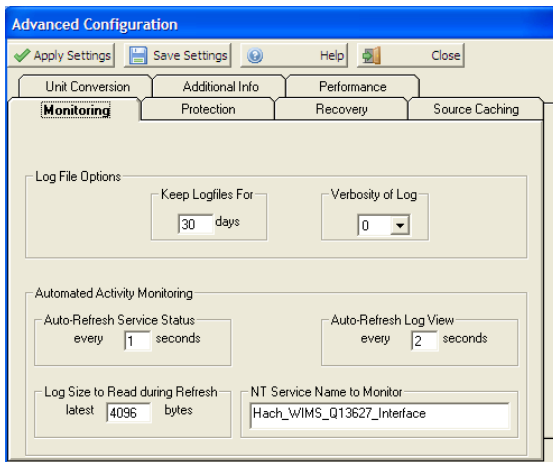 Advanced Configuration
Apply Settings Save Settings Help Close
Unit Conversion Additional Info Performance
Monitoring Protection Recovery Source Caching
Log File Options
Keep Logfiles For Verbosity of Log
30 days 0
Automated Activity Monitoring
Auto-Refresh Service Status Auto-Refresh Log View
every 1 seconds every 2 seconds
Log Size to Read during Refresh NT Service Name to Monitor
latest 4096 bytes Hach_WIMS_Q13627_Interface